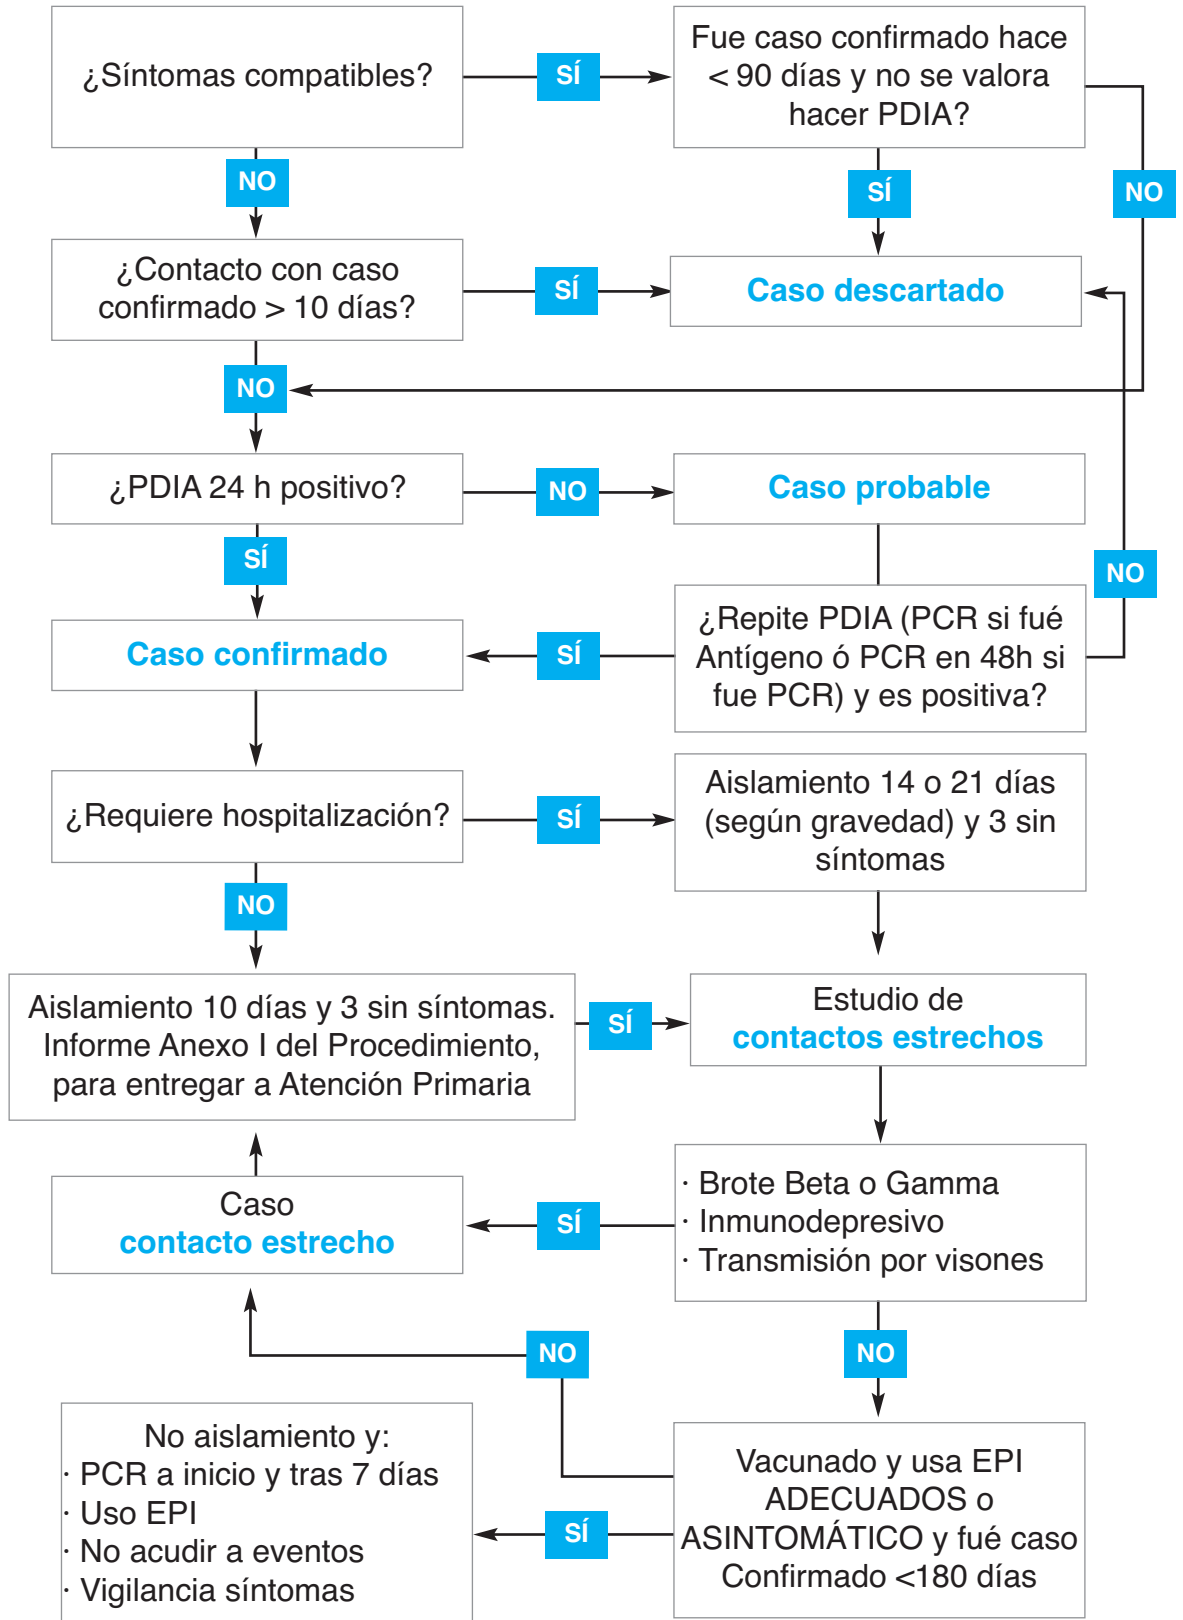 ¿Síntomas compatibles?
SÍ
Fue caso confirmado hace
< 90 días y no se valora
hacer PDIA?
NO
SÍ
NO
¿Contacto con caso
confirmado > 10 días?
SÍ
Caso descartado
NO
¿PDIA 24 h positivo?
NO
Caso probable
SÍ
NO
Caso confirmado
SÍ
¿Repite PDIA (PCR si fué
Antígeno ó PCR en 48h si
fue PCR) y es positiva?
¿Requiere hospitalización?
SÍ
Aislamiento 14 o 21 días
(según gravedad) y 3 sin
síntomas
NO
Aislamiento 10 días y 3 sin síntomas.
Informe Anexo I del Procedimiento,
para entregar a Atención Primaria
SÍ
Estudio de
contactos estrechos
Caso
contacto estrecho
SÍ
· Brote Beta o Gamma
· Inmunodepresivo
· Transmisión por visones
NO
NO
No aislamiento y:
· PCR a inicio y tras 7 días
· Uso EPI
· No acudir a eventos
· Vigilancia síntomas
SÍ
Vacunado y usa EPI
ADECUADOS o
ASINTOMÁTICO y fué caso
Confirmado <180 días